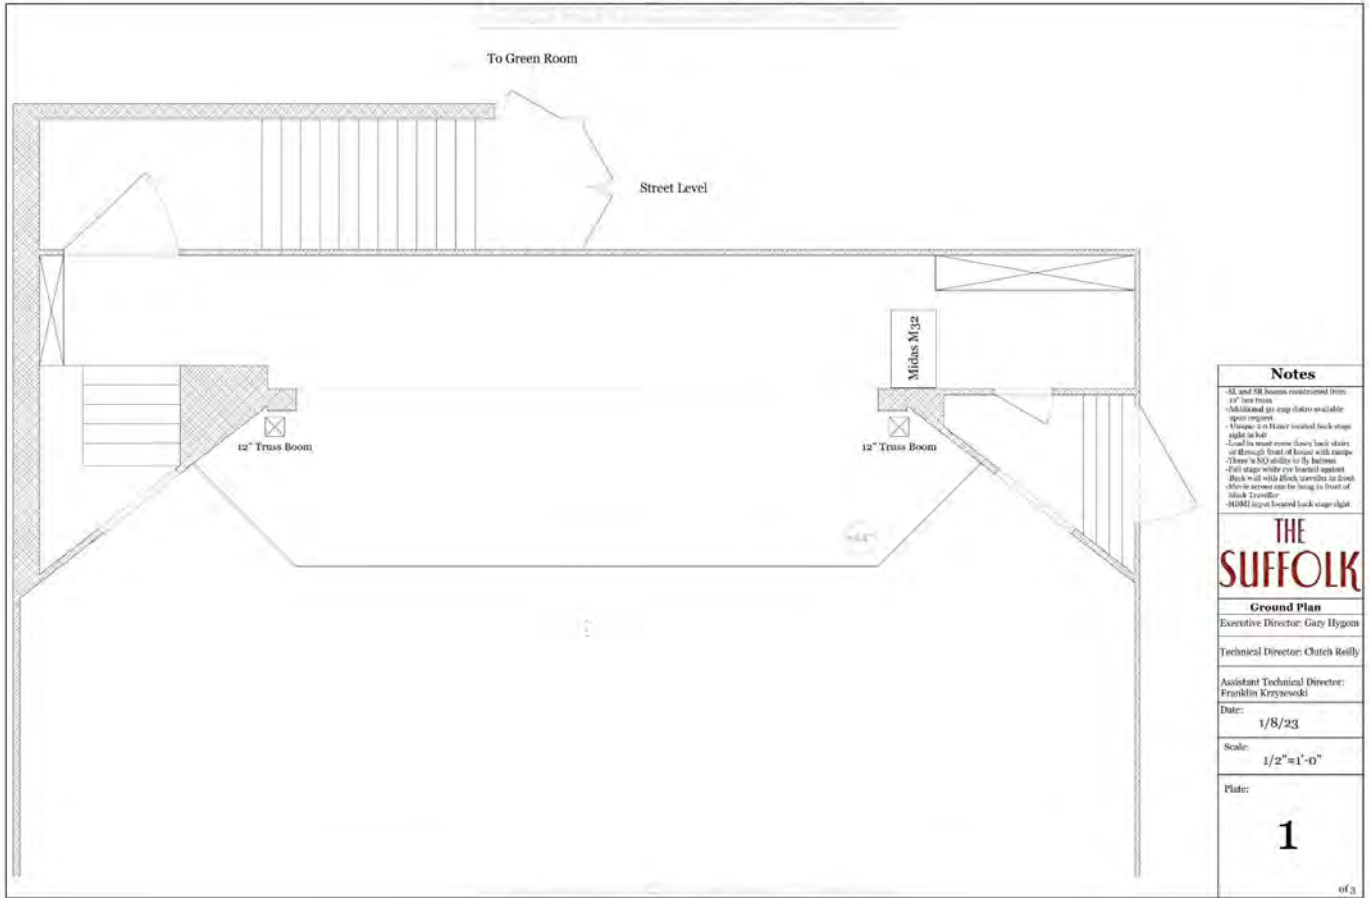 To Green Room
Street Level
Midas M32
12" Truss Boom
12" Truss Boom
Notes
-SL and SR booms constructed from
12" box truss
-Additional 50 amp distro available
upon request
right in loft
-Load in must come down back stairs
or through front of house with ramps
-There is NO ability to fly battens
-Full stage white cyc located against
Back wall with Black traveller in front
-Movie screen can be hung in front of
Black Traveller
-HDMI input located back stage right
THE
SUFFOLK
Ground Plan
Executive Director: Gary Hygom
Technical Director: Clutch Reilly
Assistant Technical Director:
Franklin Krzyzewski
Date:
1/8/23
Scale:
1/2"=1'-0"
Plate:
1
of 3